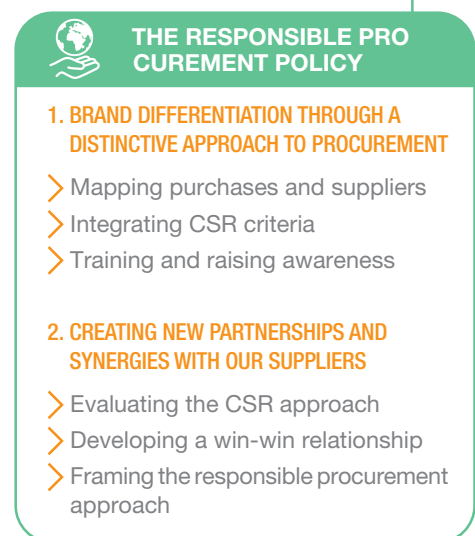 THE RESPONSIBLE PRO
CUREMENT POLICY
1. BRAND DIFFERENTIATION THROUGH A
DISTINCTIVE APPROACH TO PROCUREMENT
Mapping purchases and suppliers
Integrating CSR criteria
Training and raising awareness
2. CREATING NEW PARTNERSHIPS AND
SYNERGIES WITH OUR SUPPLIERS
Evaluating the CSR approach
Developing a win-win relationship
Framing the responsible procurement
approach